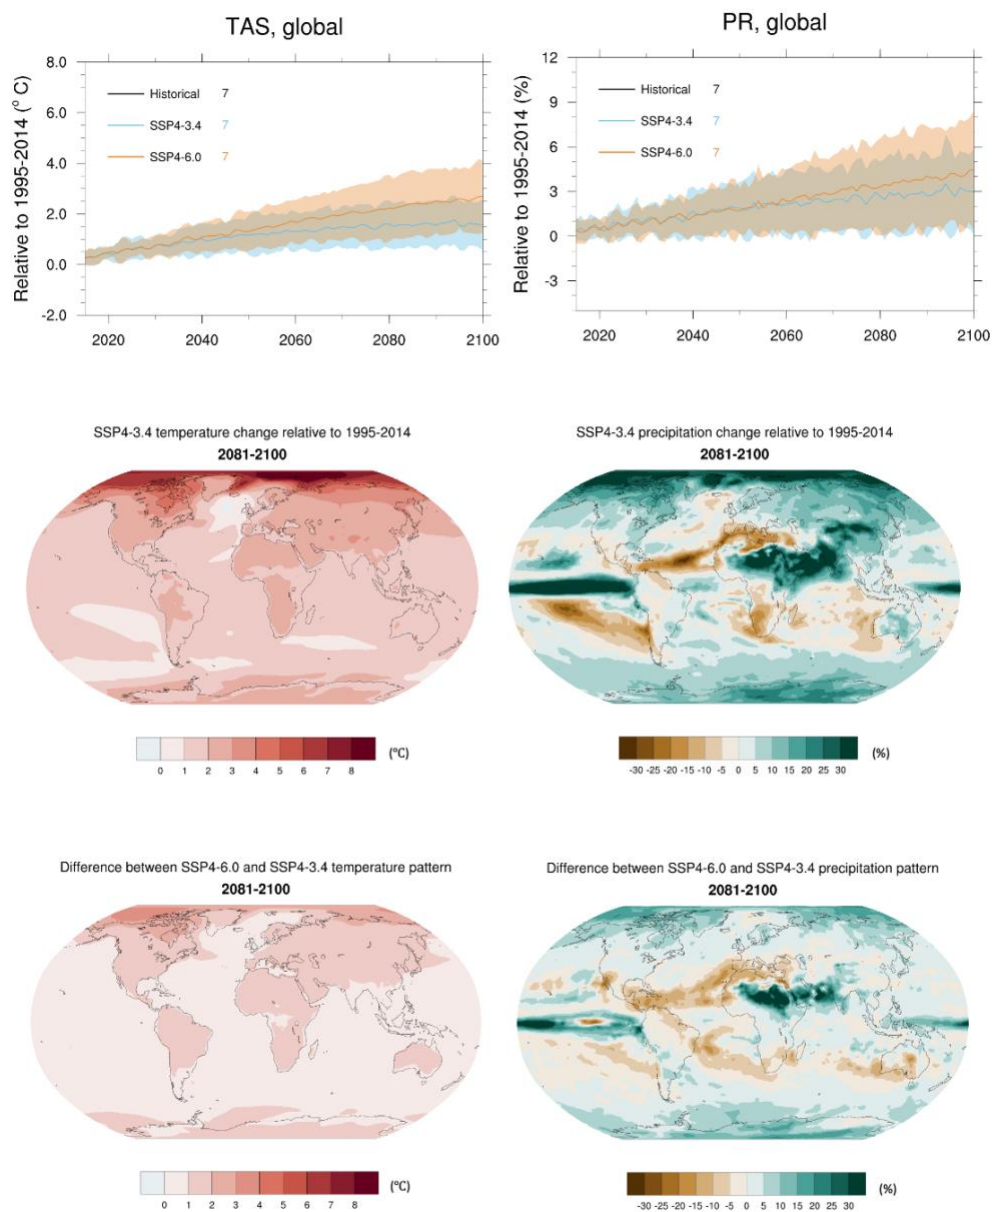 TAS, global
Relative to 1995-2014 (° C)
8.0
6.0
4.0
2.0
0.0
-2.0
Historical 7
SSP4-3.4 7
SSP4-6.0 7
2020 2040 2060 2080 2100
PR, global
Relative to 1995-2014 (%)
12
9
6
3
0
-3
Historical 7
SSP4-3.4 7
SSP4-6.0 7
2020 2040 2060 2080 2100
SSP4-3.4 temperature change relative to 1995-2014
2081-2100
0 1 2 3 4 5 6 7 8
(°C)
SSP4-3.4 precipitation change relative to 1995-2014
2081-2100
-30 -25 -20 -15 -10 -5 0 5 10 15 20 25 30
(%)
Difference between SSP4-6.0 and SSP4-3.4 temperature pattern
2081-2100
0 1 2 3 4 5 6 7 8
(°C)
Difference between SSP4-6.0 and SSP4-3.4 precipitation pattern
2081-2100
-30 -25 -20 -15 -10 -5 0 5 10 15 20 25 30
(%)